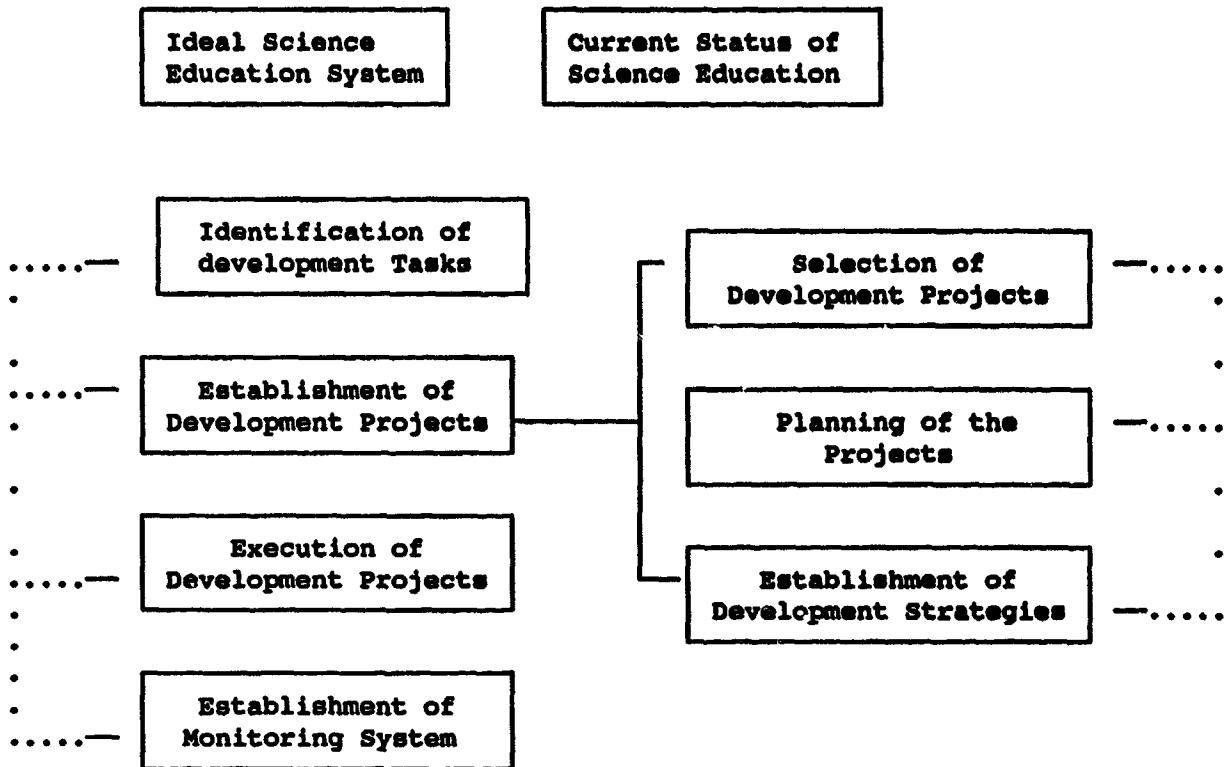 Ideal Science
Education System
Current Status of
Science Education
Identification of
development Tasks
Selection of
Development Projects
Establishment of
Development Projects
Planning of the
Projects
Execution of
Development Projects
Establishment of
Development Strategies
Establishment of
Monitoring System